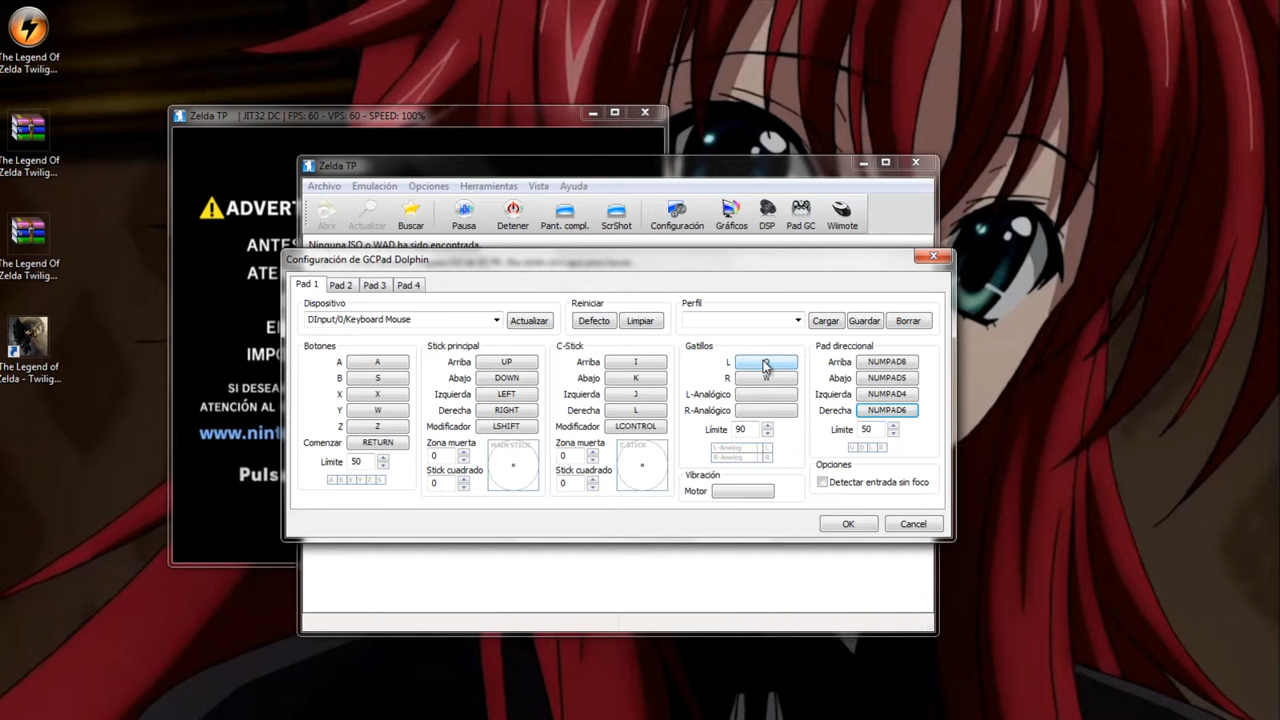 The Legend Of
Zelda Twilig...
The Legend Of
Zelda Twilig...
The Legend Of
Zelda Twilig...
The Legend of
Zelda - Twilig...
Zelda TP | JIT32 DC | FPS: 60 - VPS: 60 - SPEED: 100%
ADVERT
ANTES
ATE
IMPO
SI DESEA
ATENCIÓN AL
www.nint
Puls
Zelda TP
Archivo Emulación Opciones Herramientas Vista Ayuda
Abrir Actualizar Buscar Pausa Detener Pant. compl. ScrShot Configuración Gráficos DSP Pad GC Wiimote
Ninguna ISO o WAD ha sido encontrada.
Configuración de GCPad Dolphin
Pad 1 Pad 2 Pad 3 Pad 4
Dispositivo Reiniciar Perfil
DInput/0/Keyboard Mouse Actualizar Defecto Limpiar Cargar Guardar Borrar
Botones
A A
B S
X X
Y W
Z Z
Comenzar RETURN
Límite 50
A B X Y Z S
Stick principal
Arriba UP
Abajo DOWN
Izquierda LEFT
Derecha RIGHT
Modificador LSHIFT
Zona muerta
0
Stick cuadrado
0
MAIN STICK
C-Stick
Arriba I
Abajo K
Izquierda J
Derecha L
Modificador LCONTROL
Zona muerta
0
Stick cuadrado
0
C-STICK
Gatillos
L
R W
L-Analógico
R-Analógico
Límite 90
L-Analog L
R-Analog R
Vibración
Motor
Pad direccional
Arriba NUMPAD8
Abajo NUMPAD5
Izquierda NUMPAD4
Derecha NUMPAD6
Límite 50
U D L R
Opciones
Detectar entrada sin foco
OK Cancel